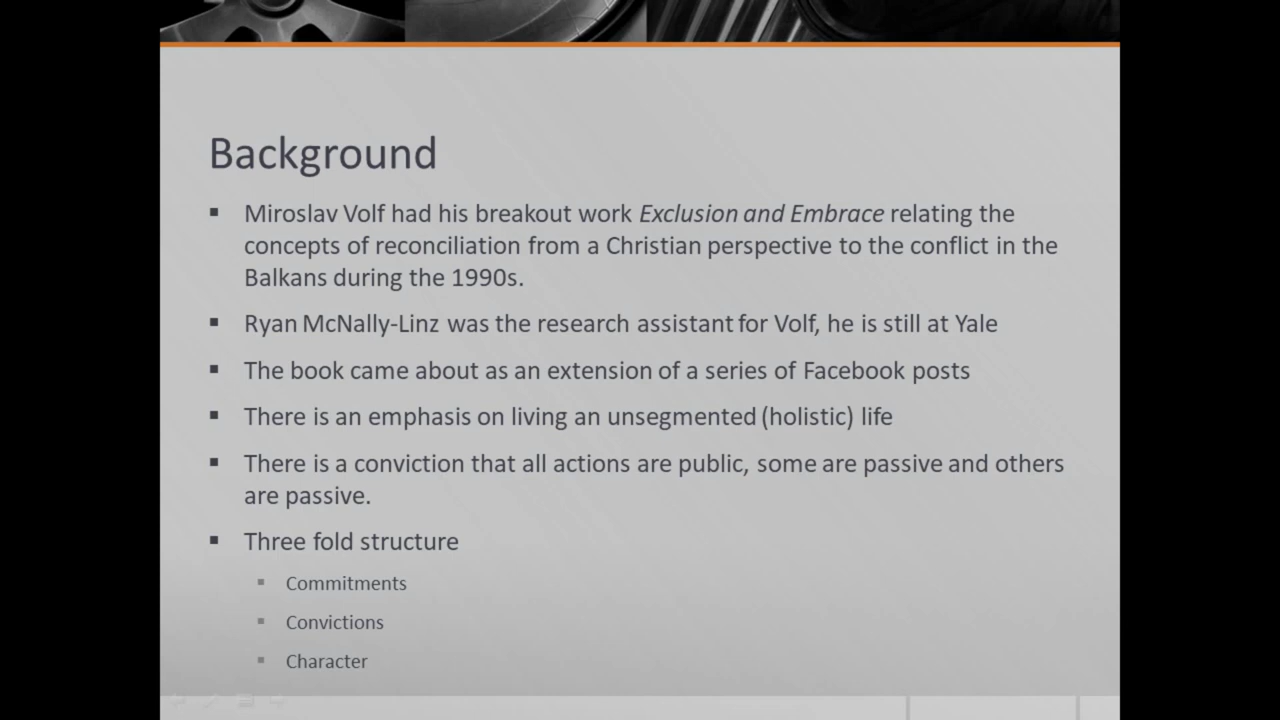 Background
▪ Miroslav Volf had his breakout work Exclusion and Embrace relating the
concepts of reconciliation from a Christian perspective to the conflict in the
Balkans during the 1990s.
▪ Ryan McNally-Linz was the research assistant for Volf, he is still at Yale
▪ The book came about as an extension of a series of Facebook posts
▪ There is an emphasis on living an unsegmented (holistic) life
▪ There is a conviction that all actions are public, some are passive and others
are passive.
▪ Three fold structure
▪ Commitments
▪ Convictions
▪ Character